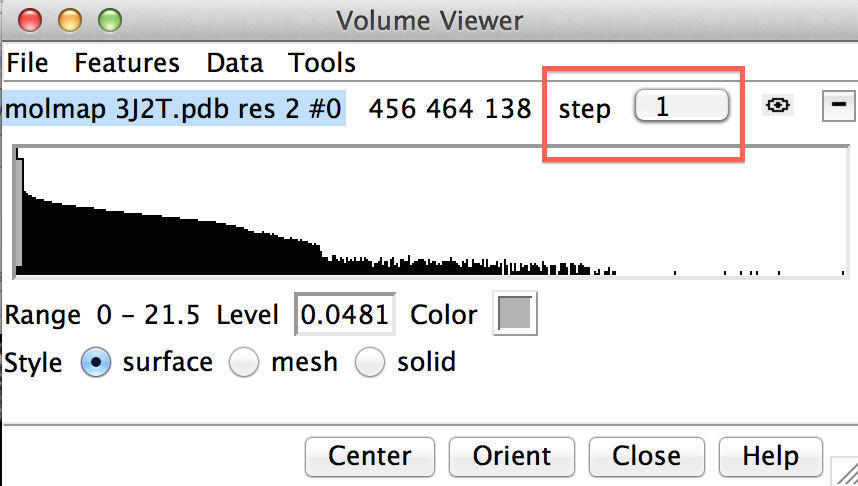 Volume Viewer
File Features Data Tools
molmap 3J2T.pdb res 2 #0 456 464 138 step 1
Range 0 – 21.5 Level 0.0481 Color
Style surface mesh solid
Center Orient Close Help